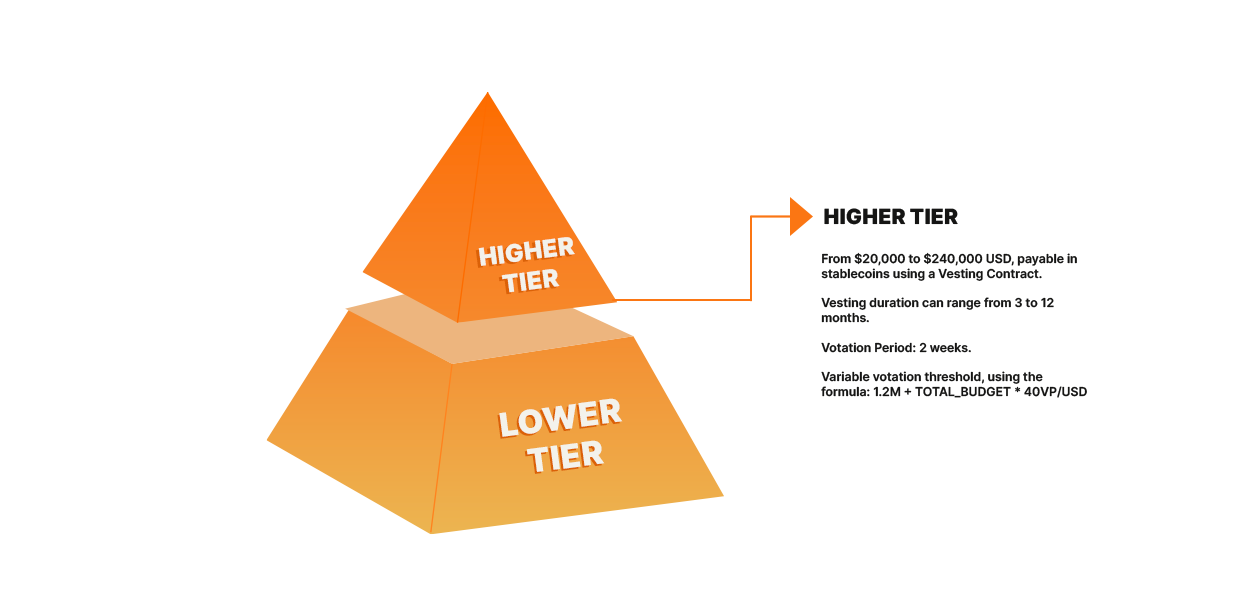 HIGHER
TIER
LOWER
TIER
HIGHER TIER
From $20,000 to $240,000 USD, payable in
stablecoins using a Vesting Contract.
Vesting duration can range from 3 to 12
months.
Votation Period: 2 weeks.
Variable votation threshold, using the
formula: 1.2M + TOTAL_BUDGET * 40VP/USD